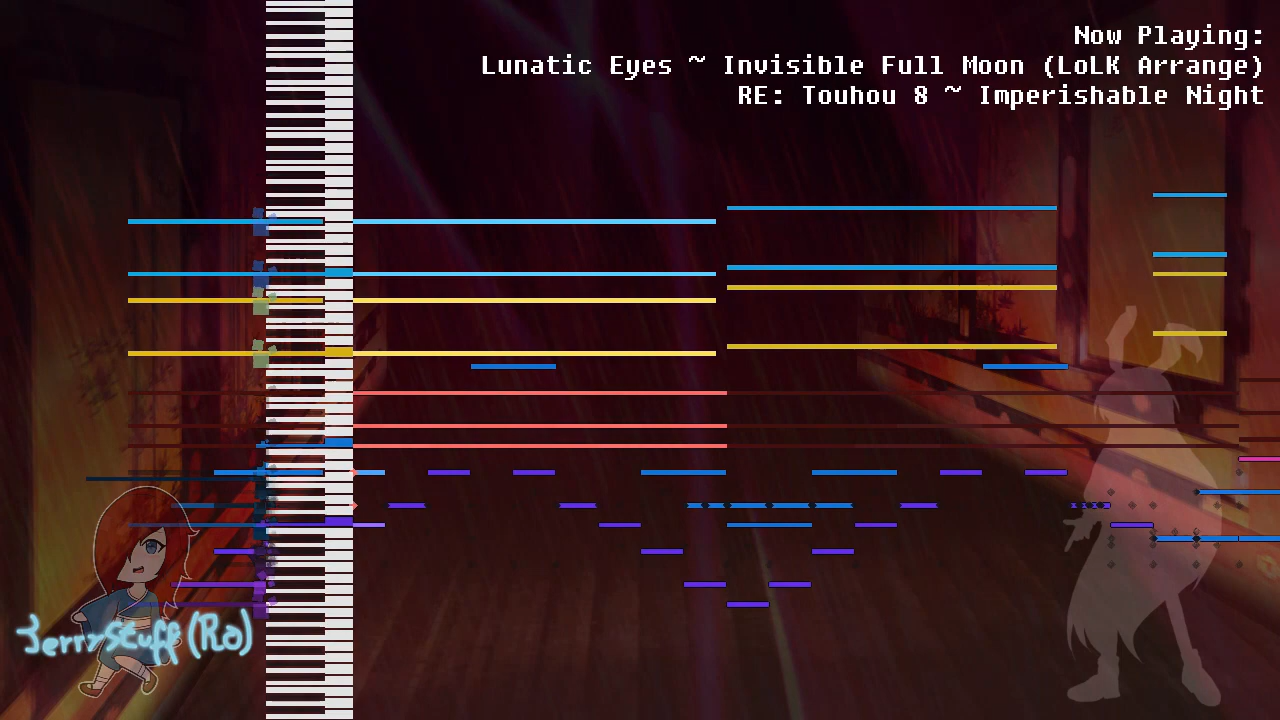 Now Playing:
Lunatic Eyes ~ Invisible Full Moon (LoLK Arrange)
RE: Touhou 8 ~ Imperishable Night
JerryStuff (Ro)